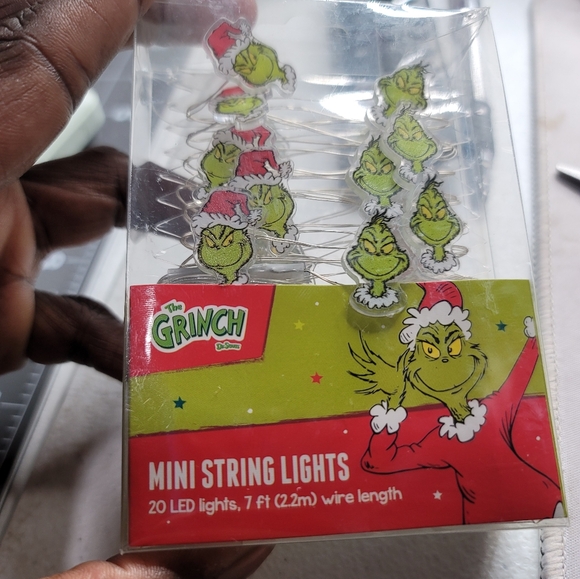 The
GRINCH
Dr. Seuss
MINI STRING LIGHTS
20 LED lights, 7 ft (2.2m) wire length